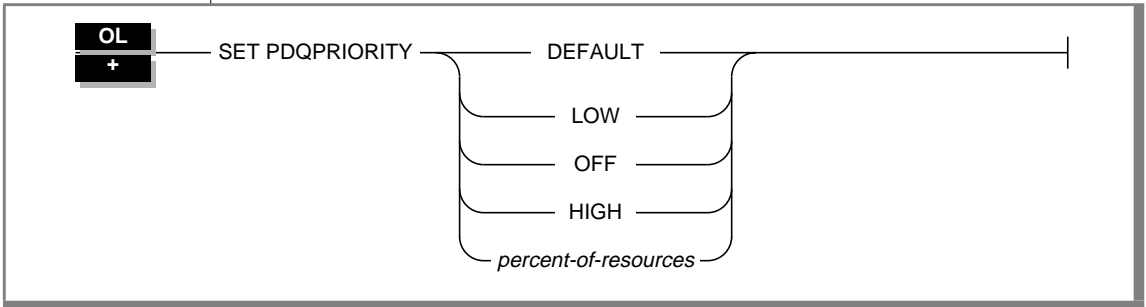 OL
+
SET PDQPRIORITY DEFAULT
LOW
OFF
HIGH
percent-of-resources